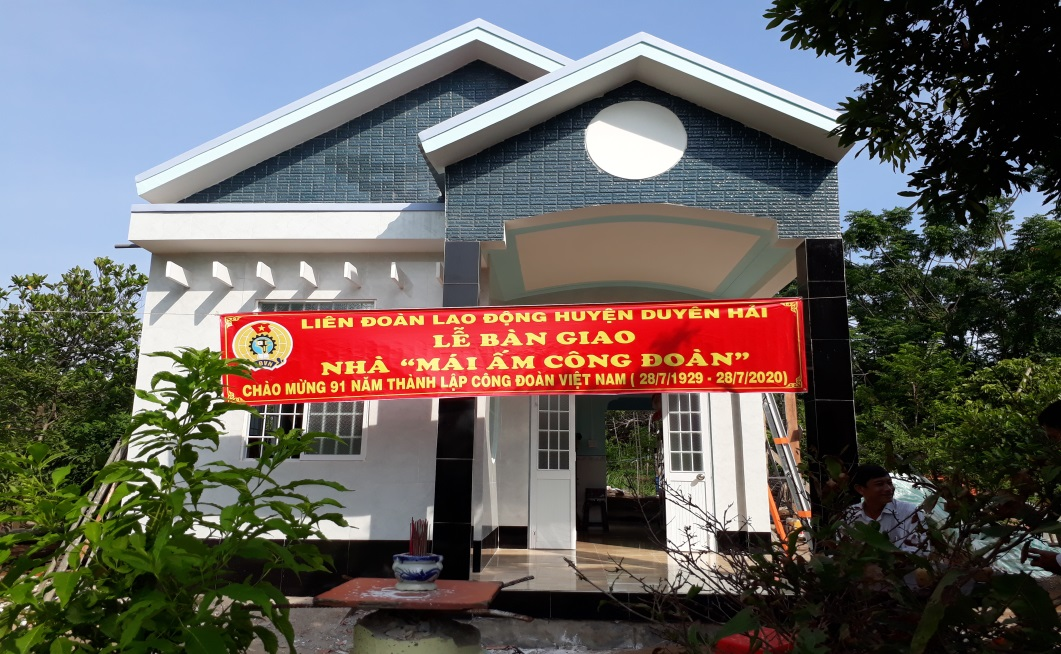 LIÊN ĐOÀN LAO ĐỘNG HUYỆN DUYÊN HẢI
LỄ BÀN GIAO
NHÀ “MÁI ẤM CÔNG ĐOÀN”
CHÀO MỪNG 91 NĂM THÀNH LẬP CÔNG ĐOÀN VIỆT NAM ( 28/7/1929 - 28/7/2020)